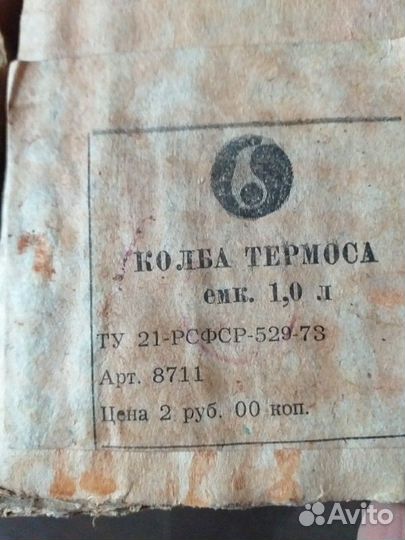 КОЛБА ТЕРМОСА
емк. 1,0 л
ТУ 21-РСФСР-529-73
Арт. 8711
Цена 2 руб. 00 коп.
Avito